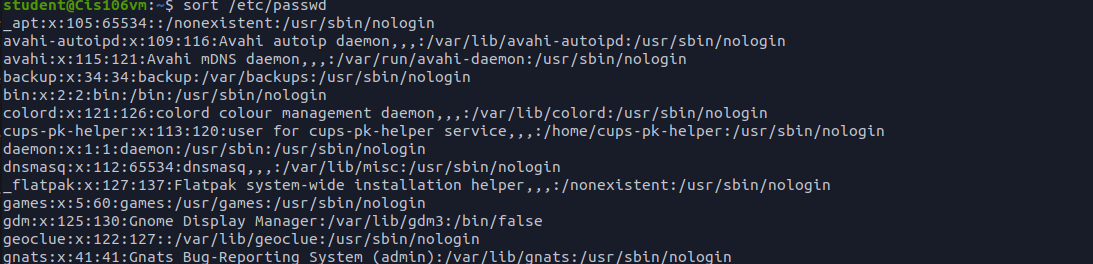 student@Cis106vm:~$ sort /etc/passwd
_apt:x:105:65534::/nonexistent:/usr/sbin/nologin
avahi-autoipd:x:109:116:Avahi autoip daemon,,,:/var/lib/avahi-autoipd:/usr/sbin/nologin
avahi:x:115:121:Avahi mDNS daemon,,,:/var/run/avahi-daemon:/usr/sbin/nologin
backup:x:34:34:backup:/var/backups:/usr/sbin/nologin
bin:x:2:2:bin:/bin:/usr/sbin/nologin
colord:x:121:126:colord colour management daemon,,,:/var/lib/colord:/usr/sbin/nologin
cups-pk-helper:x:113:120:user for cups-pk-helper service,,,:/home/cups-pk-helper:/usr/sbin/nologin
daemon:x:1:1:daemon:/usr/sbin:/usr/sbin/nologin
dnsmasq:x:112:65534:dnsmasq,,,:/var/lib/misc:/usr/sbin/nologin
_flatpak:x:127:137:Flatpak system-wide installation helper,,,:/nonexistent:/usr/sbin/nologin
games:x:5:60:games:/usr/games:/usr/sbin/nologin
gdm:x:125:130:Gnome Display Manager:/var/lib/gdm3:/bin/false
geoclue:x:122:127::/var/lib/geoclue:/usr/sbin/nologin
gnats:x:41:41:Gnats Bug-Reporting System (admin):/var/lib/gnats:/usr/sbin/nologin